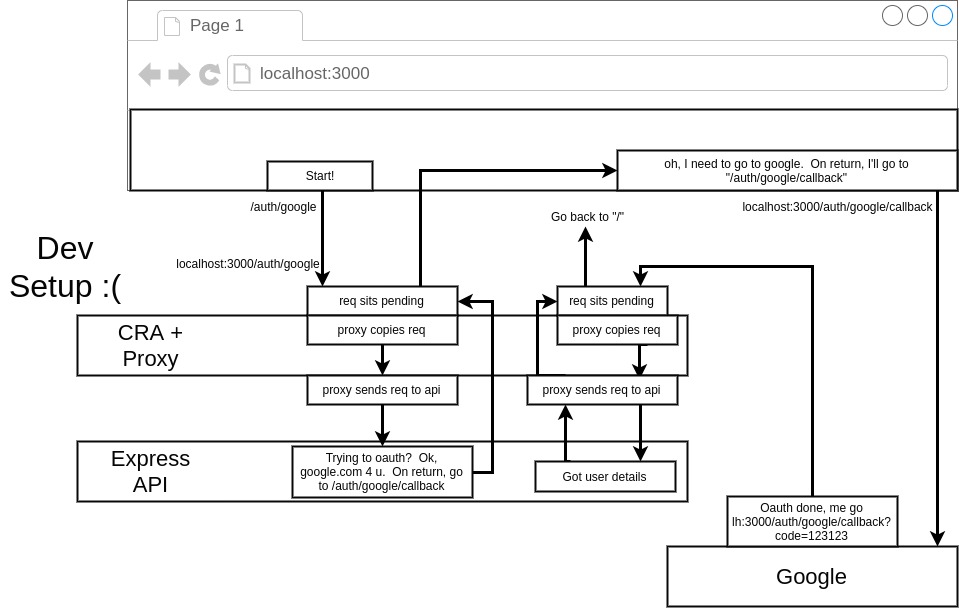 Page 1
localhost:3000
Start!
oh, I need to go to google.  On return, I'll go to
"/auth/google/callback"
/auth/google
Go back to "/"
localhost:3000/auth/google/callback
Dev
Setup :(
localhost:3000/auth/google
req sits pending
req sits pending
CRA +
Proxy
proxy copies req
proxy copies req
proxy sends req to api
proxy sends req to api
Express
API
Trying to oauth?  Ok,
google.com 4 u.  On return, go
to /auth/google/callback
Got user details
Oauth done, me go
lh:3000/auth/google/callback?
code=123123
Google